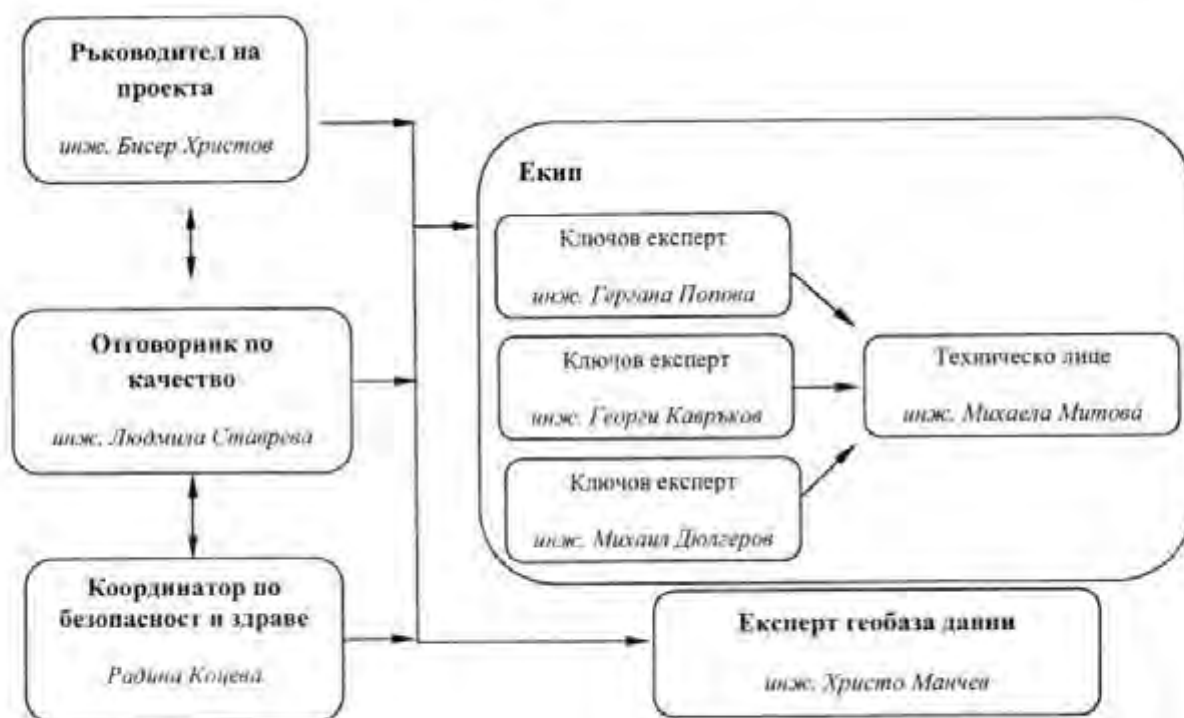 Ръководител на
проекта
инж. Бисер Христов
Отговорник по
качество
инж. Людмила Ставрева
Координатор по
безопасност и здраве
Радина Коцева
Екип
Ключов експерт
инж. Гергана Попова
Ключов експерт
инж. Георги Кавръков
Ключов експерт
инж. Михаил Дюлгеров
Техническо лице
инж. Михаела Митова
Експерт геобаза данни
инж. Христо Манчев